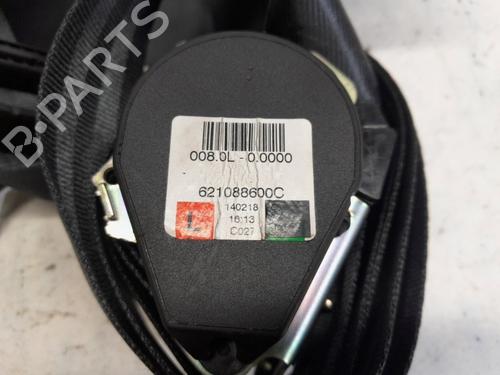 B-PARTS
008.0L - 0.0000
621088600C
140218
L 16:13
C027